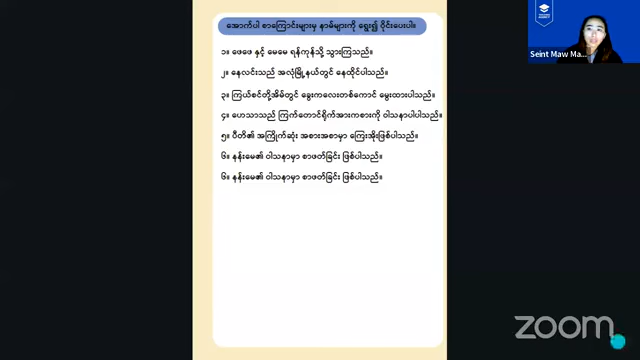 အောက်ပါ စာကြောင်းများမှ နာမ်များကို ရွေး၍ ဝိုင်းပေးပါ။
၁။ ဖေဖေ နှင့် မေမေ ရန်ကုန်သို့ သွားကြသည်။
၂။ နေလင်းသည် အလုံမြို့နယ်တွင် နေထိုင်ပါသည်။
၃။ ကြယ်စင်တို့အိမ်တွင် ခွေးကလေးတစ်ကောင် မွေးထားပါသည်။
၄။ ဟေသာသည် ကြက်တောင်ရိုက်အားကစားကို ဝါသနာပါပါသည်။
၅။ ပီတိ၏ အကြိုက်ဆုံး အစားအစာမှာ ကြေးအိုးဖြစ်ပါသည်။
၆။ နန်းမေ၏ ဝါသနာမှာ စာဖတ်ခြင်း ဖြစ်ပါသည်။
၆။ နန်းမေ၏ ဝါသနာမှာ စာဖတ်ခြင်း ဖြစ်ပါသည်။
Seint Maw Ma...
zoom